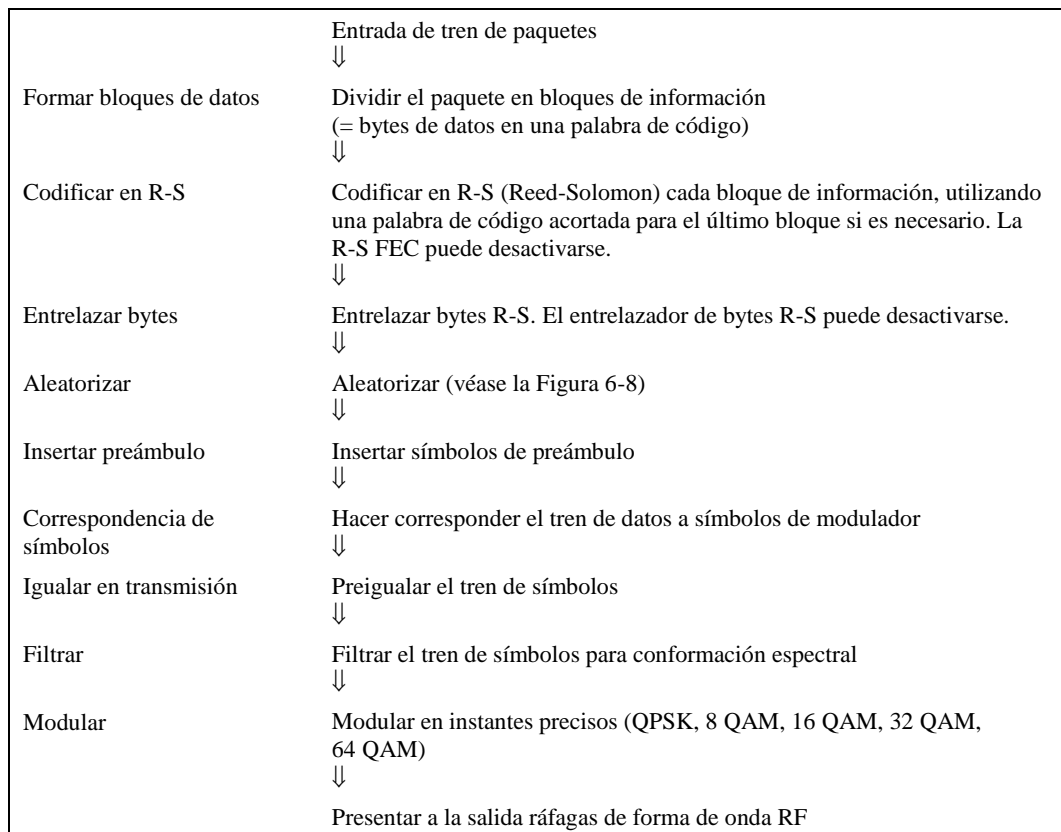 Entrada de tren de paquetes
⇓
Formar bloques de datos Dividir el paquete en bloques de información
(= bytes de datos en una palabra de código)
⇓
Codificar en R-S Codificar en R-S (Reed-Solomon) cada bloque de información, utilizando
una palabra de código acortada para el último bloque si es necesario. La
R-S FEC puede desactivarse.
⇓
Entrelazar bytes Entrelazar bytes R-S. El entrelazador de bytes R-S puede desactivarse.
⇓
Aleatorizar Aleatorizar (véase la Figura 6-8)
⇓
Insertar preámbulo Insertar símbolos de preámbulo
⇓
Correspondencia de Hacer corresponder el tren de datos a símbolos de modulador
símbolos ⇓
Igualar en transmisión Preigualar el tren de símbolos
⇓
Filtrar Filtrar el tren de símbolos para conformación espectral
⇓
Modular Modular en instantes precisos (QPSK, 8 QAM, 16 QAM, 32 QAM,
64 QAM)
⇓
Presentar a la salida ráfagas de forma de onda RF